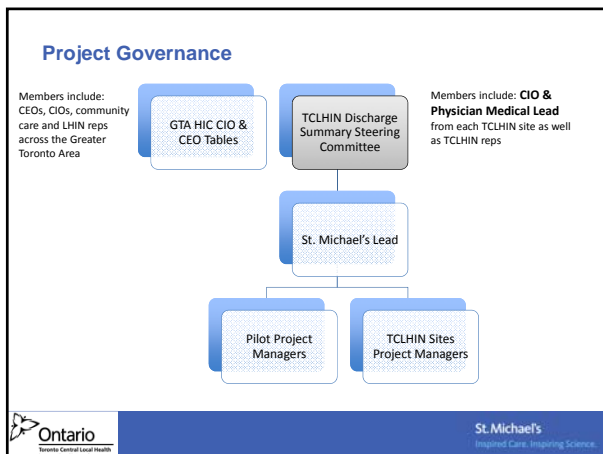 Project Governance
Members include:
CEOs, CIOs, community
care and LHIN reps
across the Greater
Toronto Area
GTA HIC CIO &
CEO Tables
TCLHIN Discharge
Summary Steering
Committee
Members include: CIO &
Physician Medical Lead
from each TCLHIN site as well
as TCLHIN reps
St. Michael's Lead
Pilot Project
Managers
TCLHIN Sites
Project Managers
Ontario
Toronto Central Local Health
St. Michael's
Inspired Care. Inspiring Science.